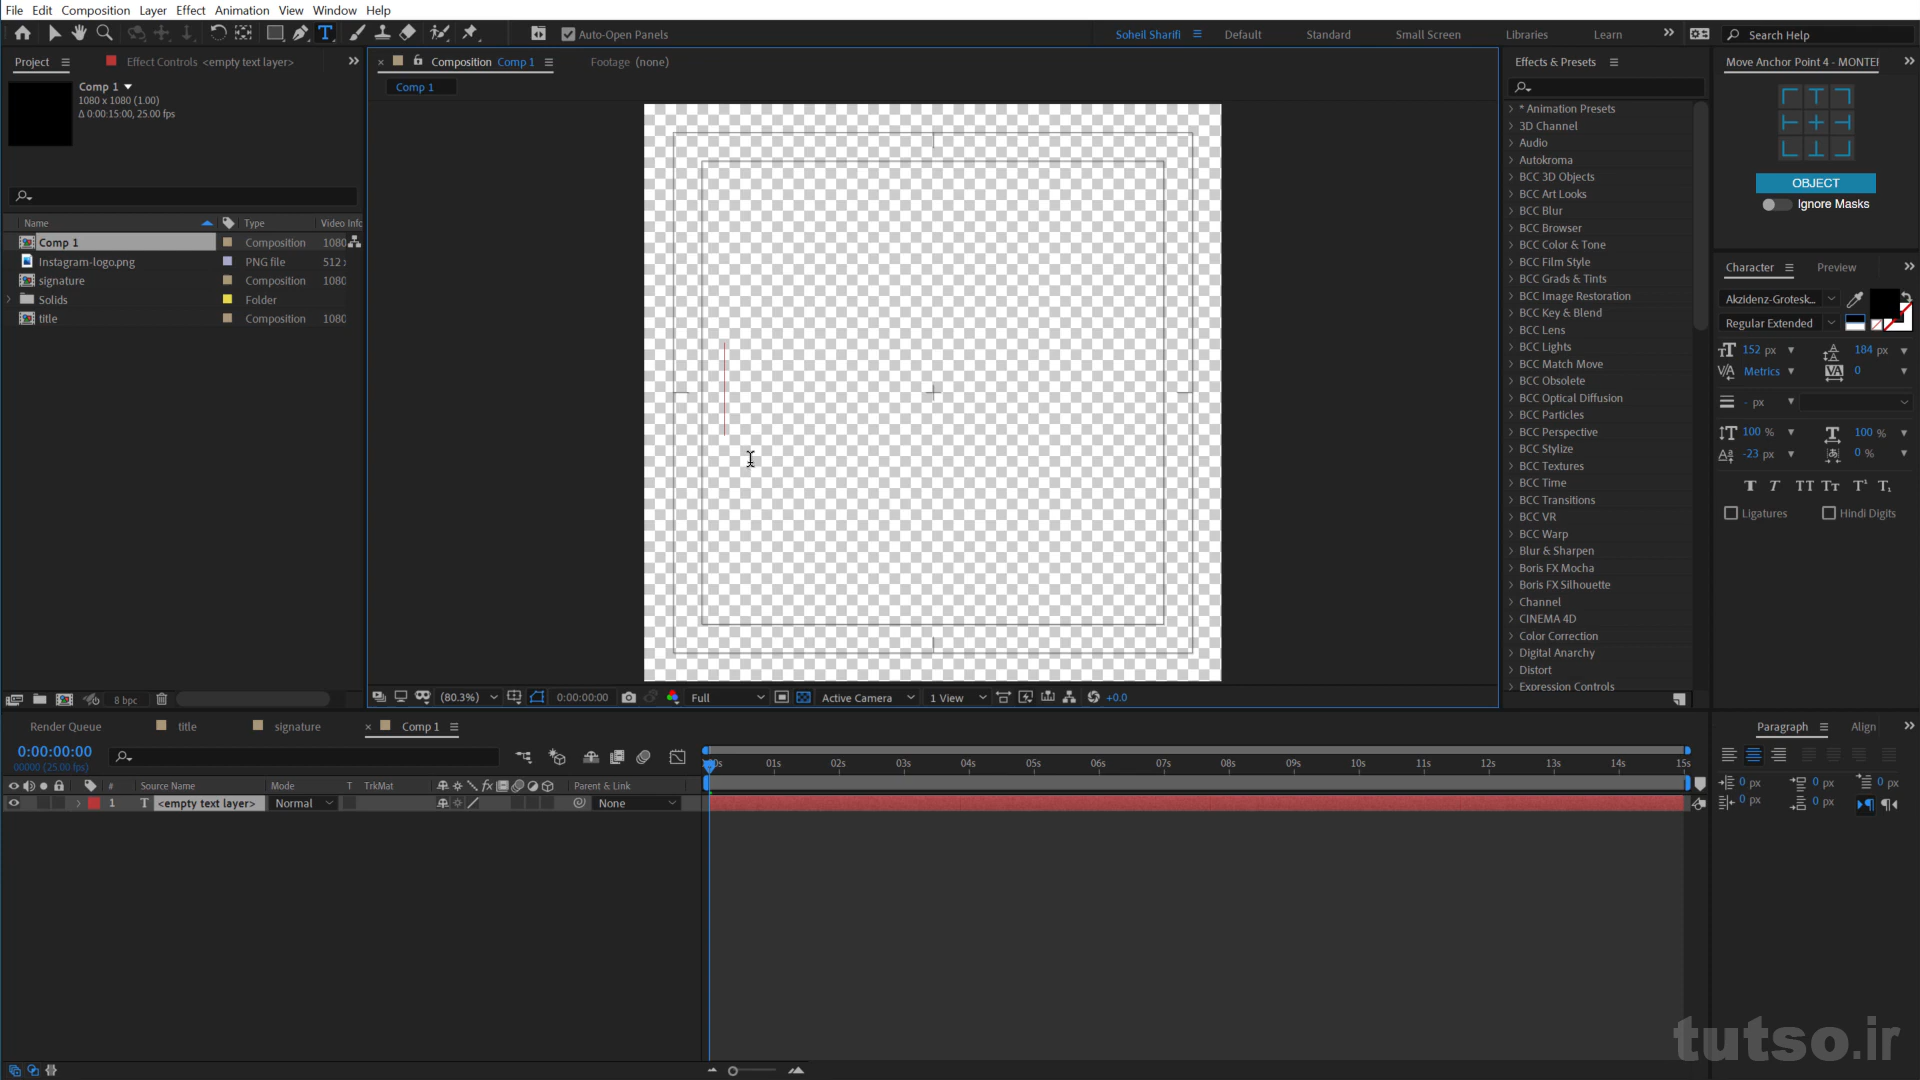 File Edit Composition Layer Effect Animation View Window Help
Auto-Open Panels
Soheil Sharifi Default Standard Small Screen Libraries Learn Search Help
Project Effect Controls <empty text layer>
Comp 1
1080 x 1080 (1.00)
Δ 0:00:15:00, 25.00 fps
Name Type Video Info
Comp 1 Composition 1080
Instagram-logo.png PNG file 512
signature Composition 1080
Solids Folder
title Composition 1080
8 bpc
Composition Comp 1 Footage (none)
Comp 1
(80.3%) 0:00:00:00 Full Active Camera 1 View +0.0
Effects & Presets
* Animation Presets
3D Channel
Audio
Autokroma
BCC 3D Objects
BCC Art Looks
BCC Blur
BCC Browser
BCC Color & Tone
BCC Film Style
BCC Grads & Tints
BCC Image Restoration
BCC Key & Blend
BCC Lens
BCC Lights
BCC Match Move
BCC Obsolete
BCC Optical Diffusion
BCC Particles
BCC Perspective
BCC Stylize
BCC Textures
BCC Time
BCC Transitions
BCC VR
BCC Warp
Blur & Sharpen
Boris FX Mocha
Boris FX Silhouette
Channel
CINEMA 4D
Color Correction
Digital Anarchy
Distort
Expression Controls
Move Anchor Point 4 - MONTER
OBJECT
Ignore Masks
Character Preview
Akzidenz-Grotesk...
Regular Extended
152 px 184 px
Metrics 0
- px
100 % 100 %
-23 px 0 %
Ligatures Hindi Digits
Render Queue title signature Comp 1
0:00:00:00
00000 (25.00 fps)
# Source Name Mode T TrkMat Parent & Link
1 T <empty text layer> Normal None
01s 02s 03s 04s 05s 06s 07s 08s 09s 10s 11s 12s 13s 14s 15s
Paragraph Align
0 px 0 px 0 px
0 px 0 px
tutso.ir